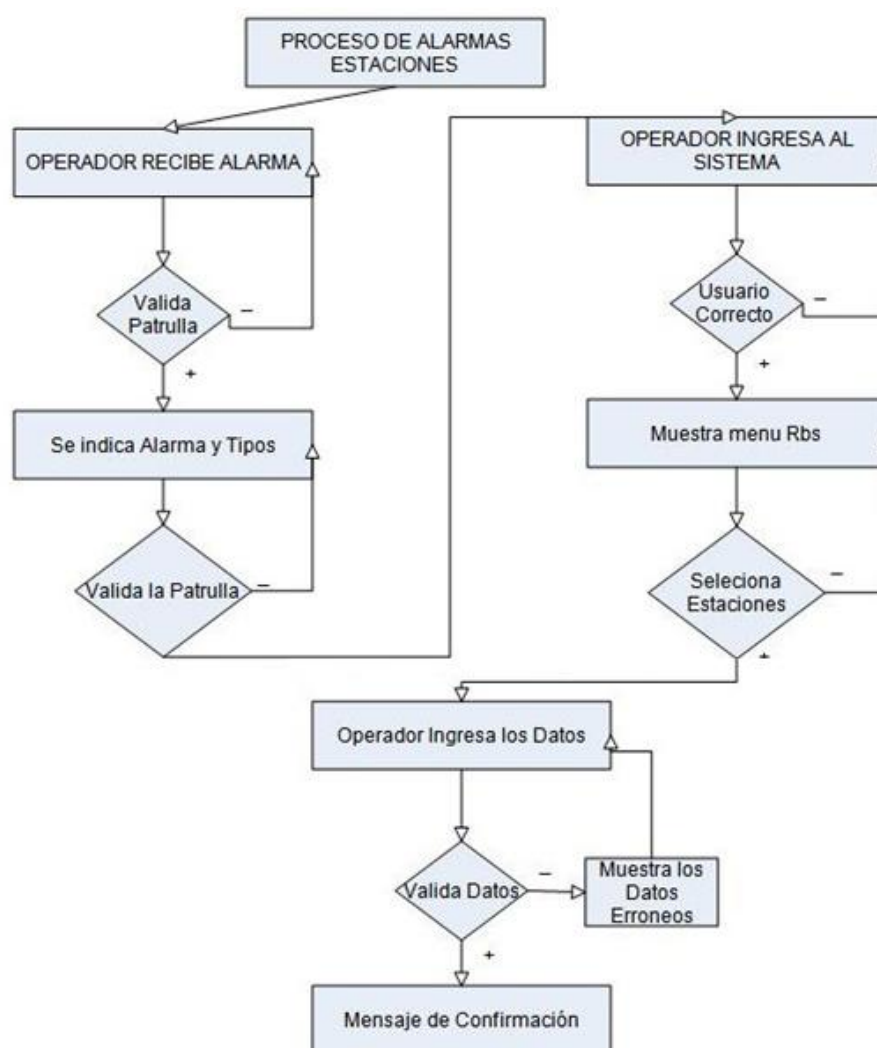 PROCESO DE ALARMAS
ESTACIONES
OPERADOR RECIBE ALARMA
Valida
Patrulla
–
+
Se indica Alarma y Tipos
Valida la Patrulla
–
OPERADOR INGRESA AL
SISTEMA
Usuario
Correcto
–
+
Muestra menu Rbs
Seleciona
Estaciones
–
+
Operador Ingresa los Datos
Valida Datos
–
Muestra los
Datos
Erroneos
+
Mensaje de Confirmación